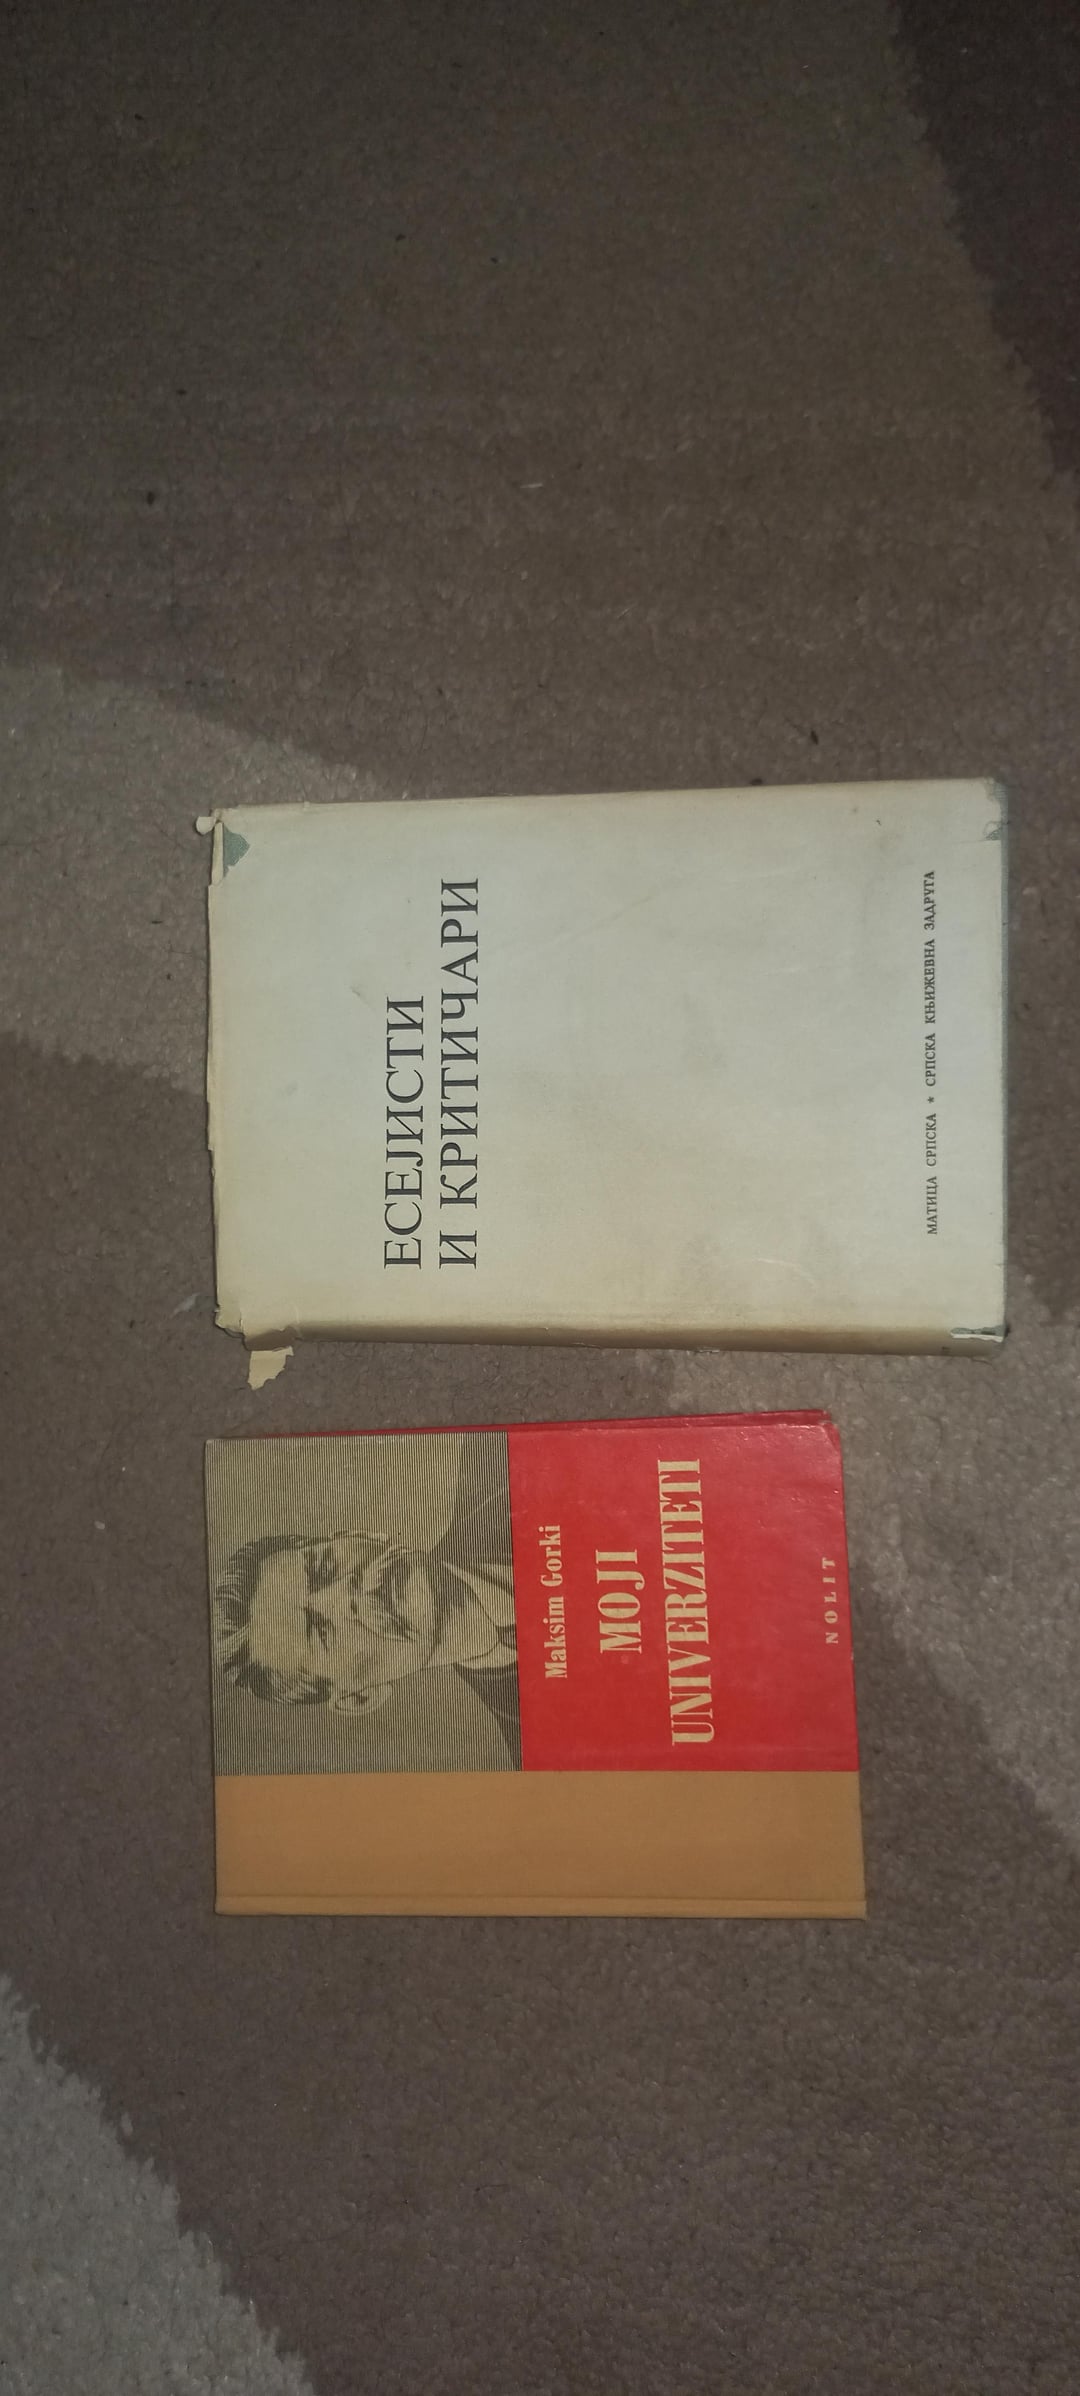 Maksim Gorki
MOJI
UNIVERZITETI
NOLIT
ЕСЕЈИСТИ
И КРИТИЧАРИ
МАТИЦА СРПСКА ★ СРПСКА КЊИЖЕВНА ЗАДРУГА